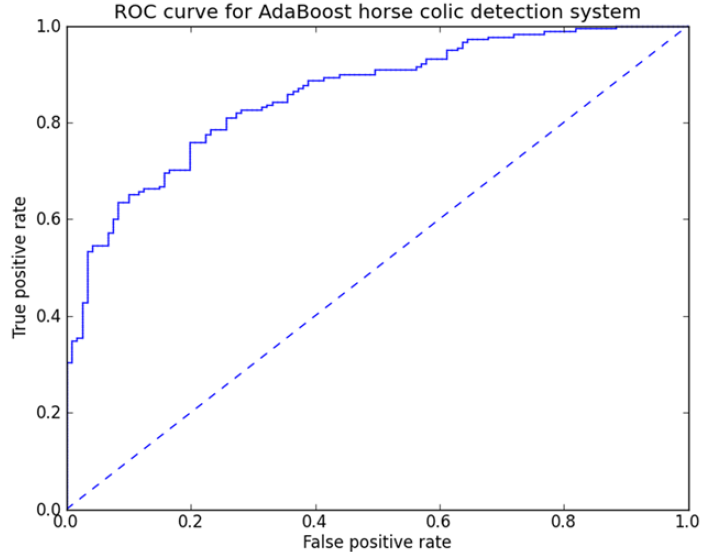 ROC curve for AdaBoost horse colic detection system
1.0
0.8
0.6
0.4
0.2
0.0
True positive rate
0.0 0.2 0.4 0.6 0.8 1.0
False positive rate